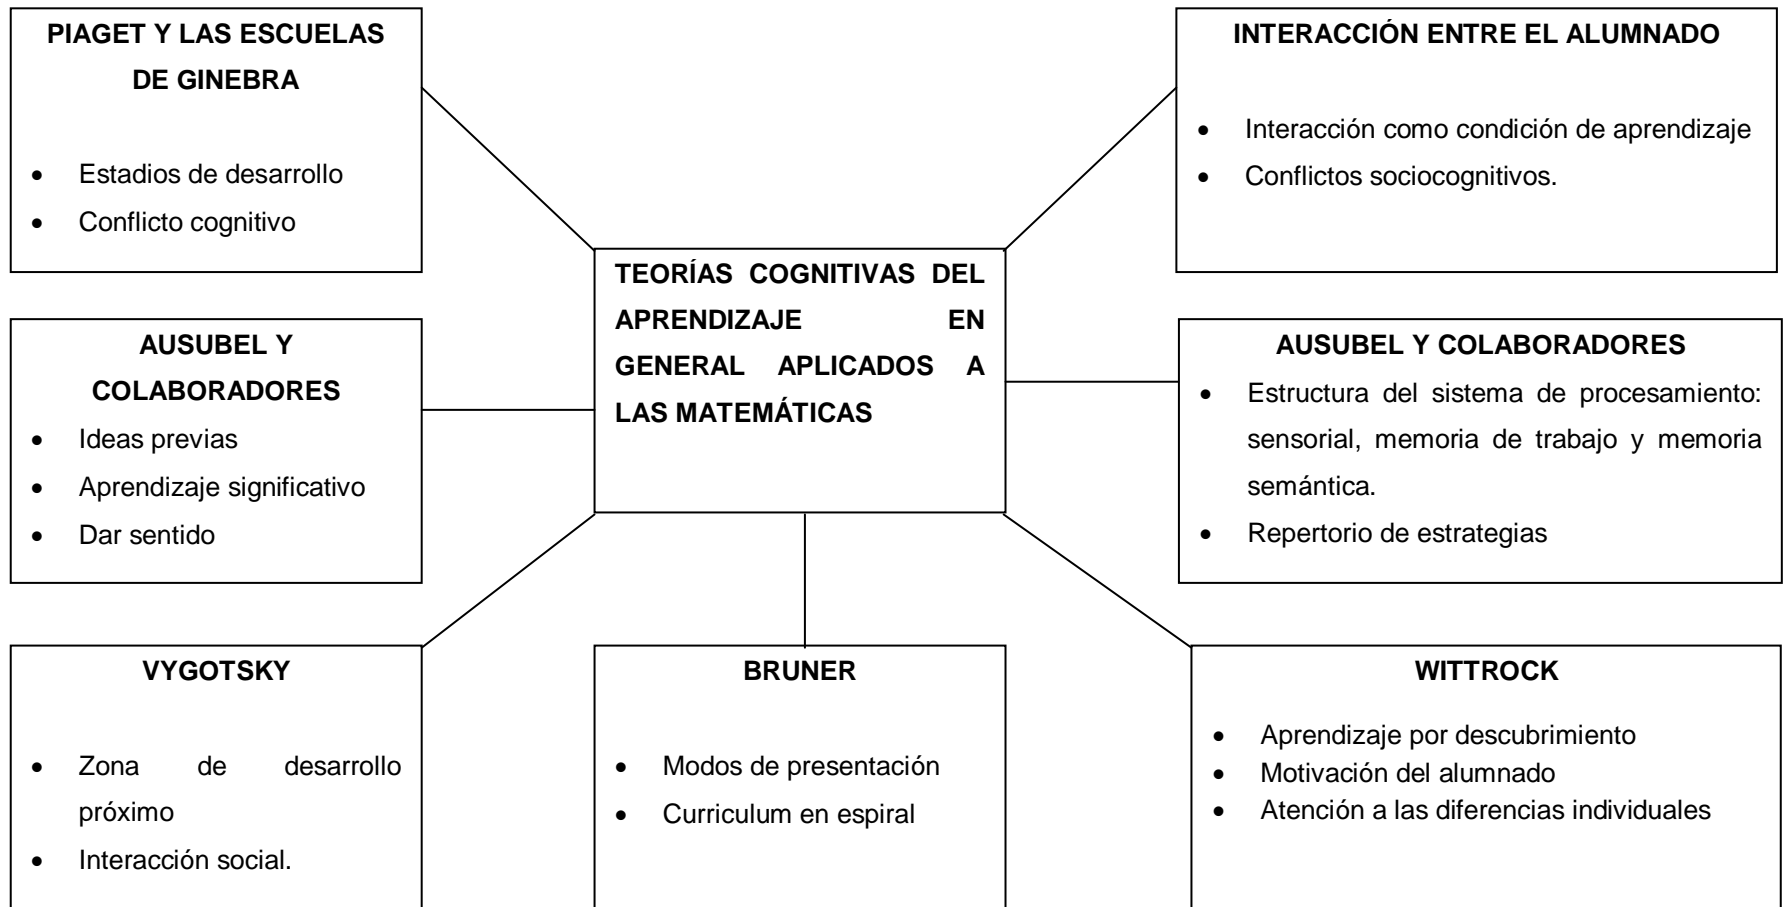 PIAGET Y LAS ESCUELAS
DE GINEBRA
• Estadios de desarrollo
• Conflicto cognitivo
INTERACCIÓN ENTRE EL ALUMNADO
• Interacción como condición de aprendizaje
• Conflictos sociocognitivos.
TEORÍAS COGNITIVAS DEL
APRENDIZAJE EN
GENERAL APLICADOS A
LAS MATEMÁTICAS
AUSUBEL Y
COLABORADORES
• Ideas previas
• Aprendizaje significativo
• Dar sentido
AUSUBEL Y COLABORADORES
• Estructura del sistema de procesamiento:
sensorial, memoria de trabajo y memoria
semántica.
• Repertorio de estrategias
VYGOTSKY
• Zona de desarrollo
próximo
• Interacción social.
BRUNER
• Modos de presentación
• Curriculum en espiral
WITTROCK
• Aprendizaje por descubrimiento
• Motivación del alumnado
• Atención a las diferencias individuales